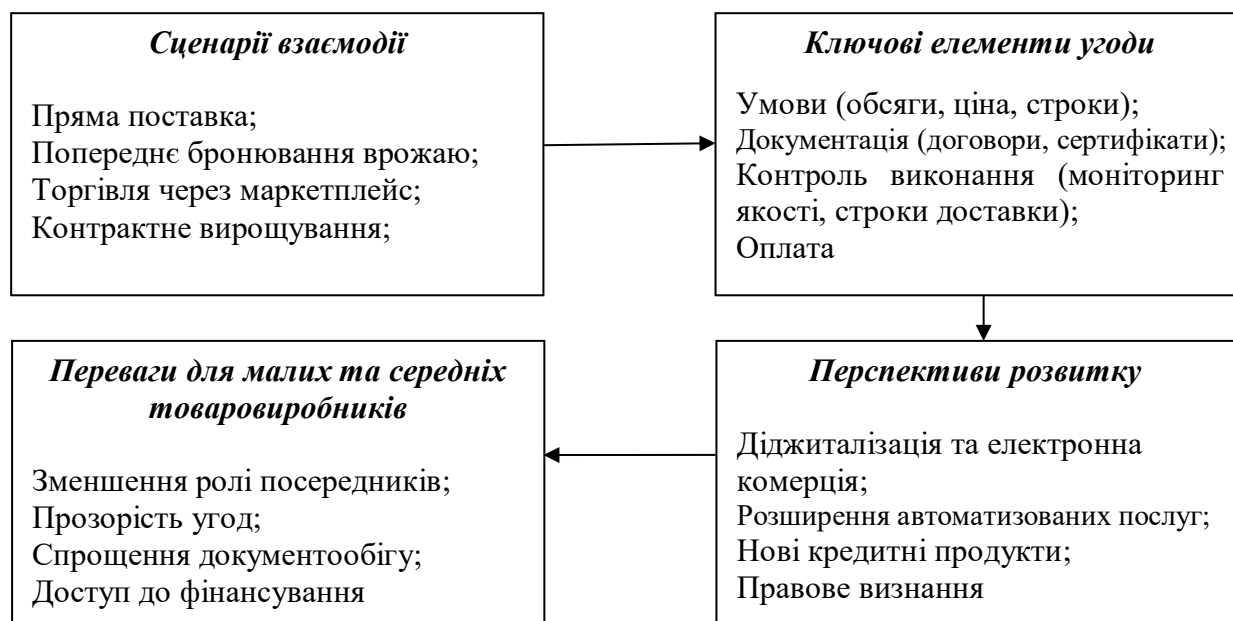 Сценарії взаємодії
Пряма поставка;
Попереднє бронювання врожаю;
Торгівля через маркетплейс;
Контрактне вирощування;
Ключові елементи угоди
Умови (обсяги, ціна, строки);
Документація (договори, сертифікати);
Контроль виконання (моніторинг
якості, строки доставки);
Оплата
Переваги для малих та середніх
товаровиробників
Зменшення ролі посередників;
Прозорість угод;
Спрощення документообігу;
Доступ до фінансування
Перспективи розвитку
Діджиталізація та електронна
комерція;
Розширення автоматизованих послуг;
Нові кредитні продукти;
Правове визнання